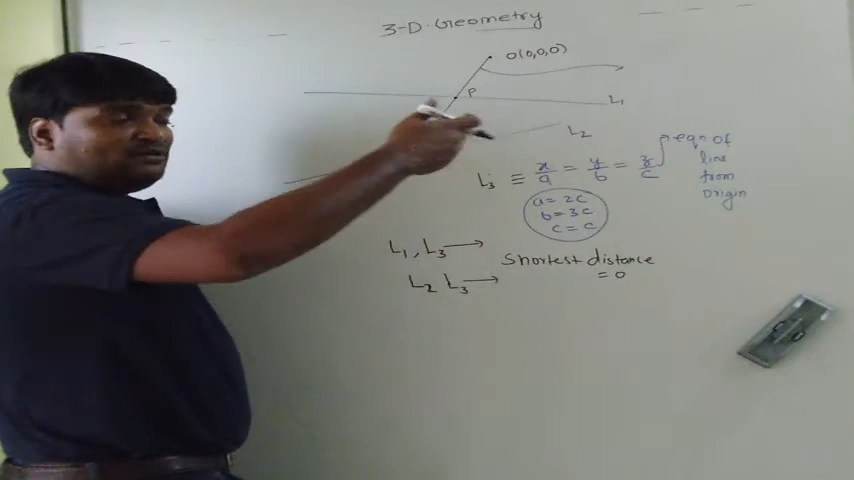 3-D-Geometry
O(0,0,0)
P
L1
L2
L3 ≡ x/a = y/b = z/c
eqn of
line
from
origin
a = 2c
b = 3c
c = c
L1, L3 →
Shortest distance
= 0
L2 L3 →